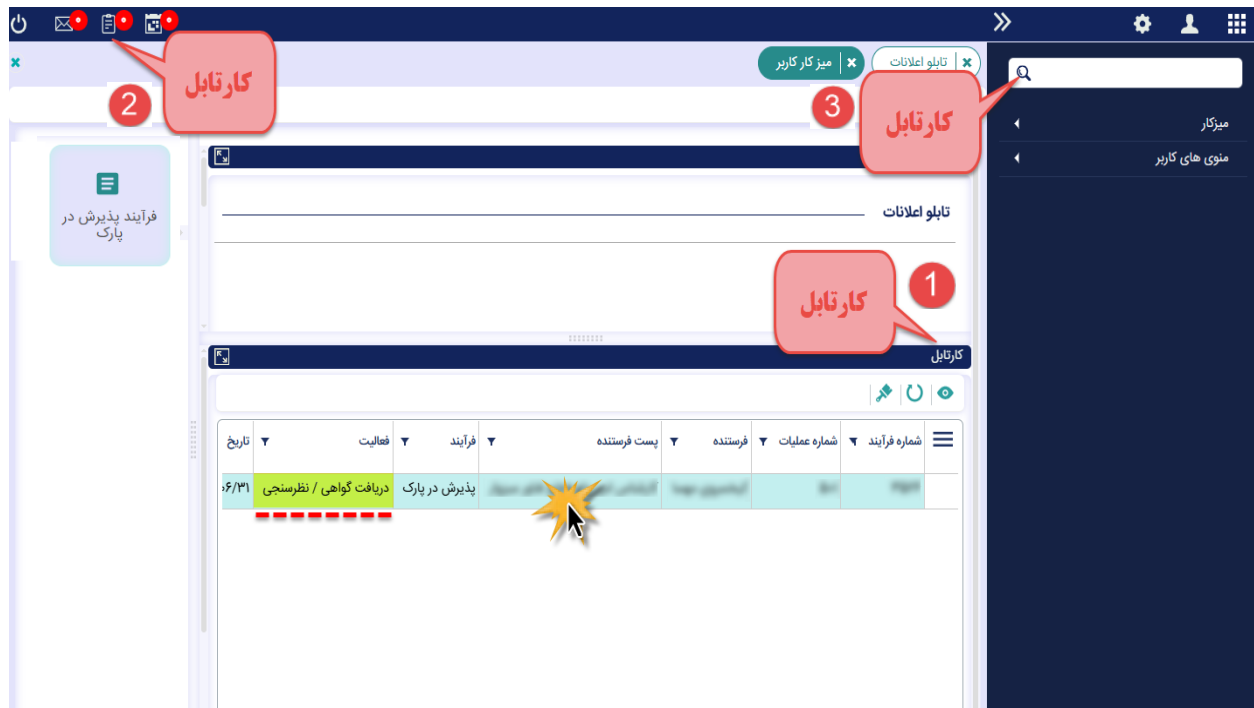 کارتابل
2
تابلو اعلانات
میز کار کاربر
3
کارتابل
میزکار
منوی های کاربر
فرآیند پذیرش در
پارک
تابلو اعلانات
1
کارتابل
کارتابل
شماره فرآیند
شماره عملیات
فرستنده
پست فرستنده
فرآیند
فعالیت
تاریخ
پذیرش در پارک
دریافت گواهی / نظرسنجی
۰۶/۳۱